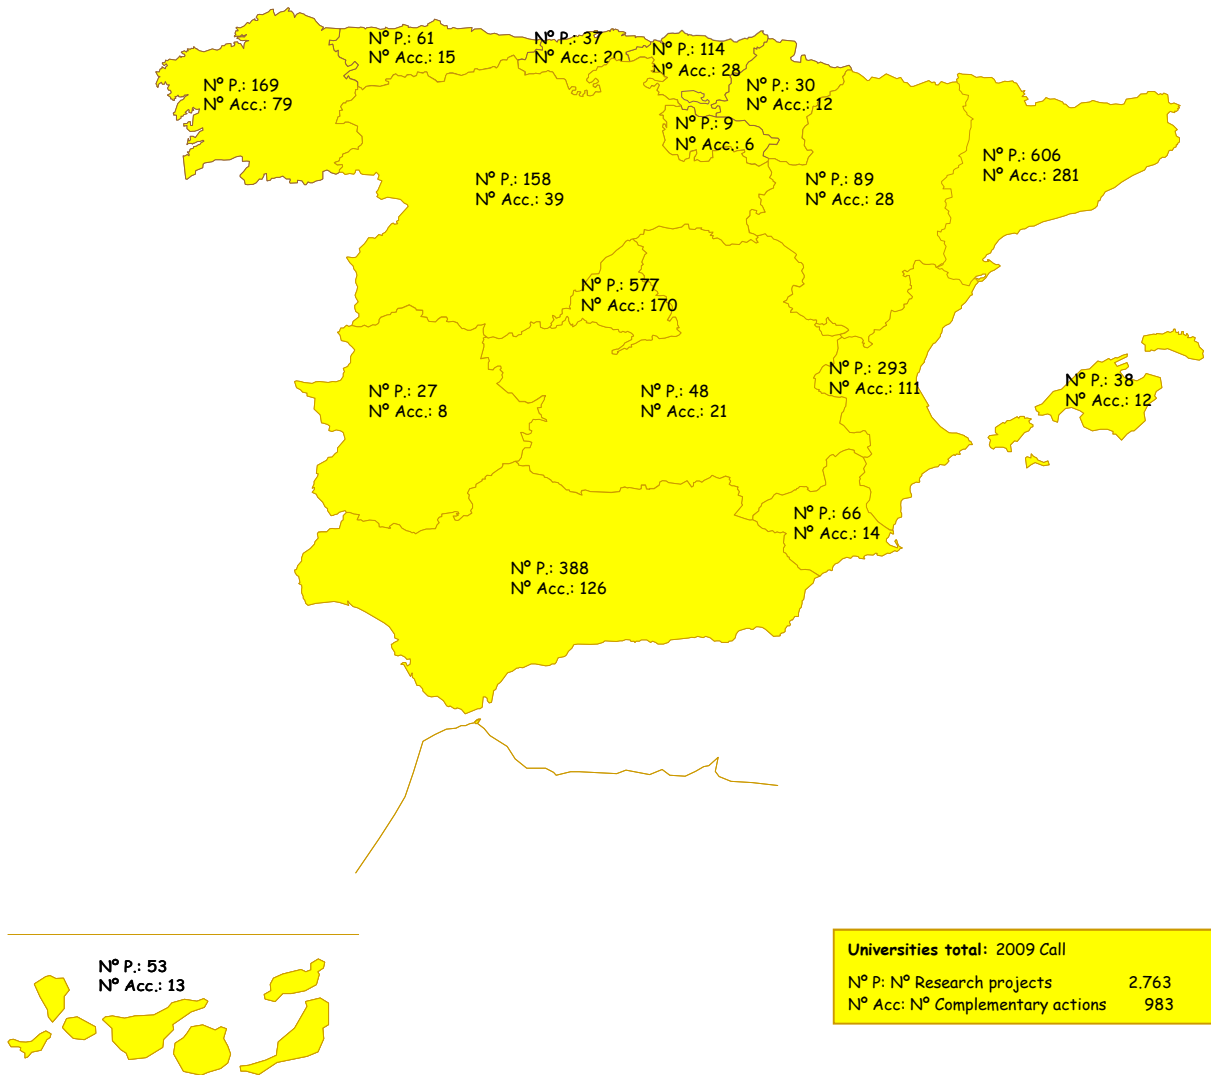 Nº P.: 61
Nº Acc.: 15
Nº P.: 37
Nº Acc.: 20
Nº P.: 114
Nº Acc.: 28
Nº P.: 169
Nº Acc.: 79
Nº P.: 30
Nº Acc.: 12
Nº P.: 9
Nº Acc.: 6
Nº P.: 606
Nº Acc.: 281
Nº P.: 158
Nº Acc.: 39
Nº P.: 89
Nº Acc.: 28
Nº P.: 577
Nº Acc.: 170
Nº P.: 293
Nº Acc.: 111
Nº P.: 38
Nº Acc.: 12
Nº P.: 27
Nº Acc.: 8
Nº P.: 48
Nº Acc.: 21
Nº P.: 66
Nº Acc.: 14
Nº P.: 388
Nº Acc.: 126
Nº P.: 53
Nº Acc.: 13
Universities total: 2009 Call
Nº P: Nº Research projects 2.763
Nº Acc: Nº Complementary actions 983